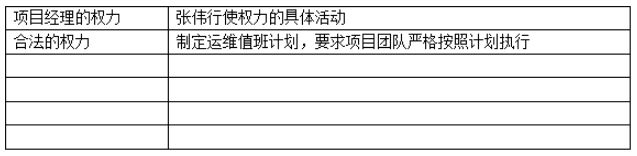 项目经理的权力 张伟行使权力的具体活动
合法的权力 制定运维值班计划，要求项目团队严格按照计划执行